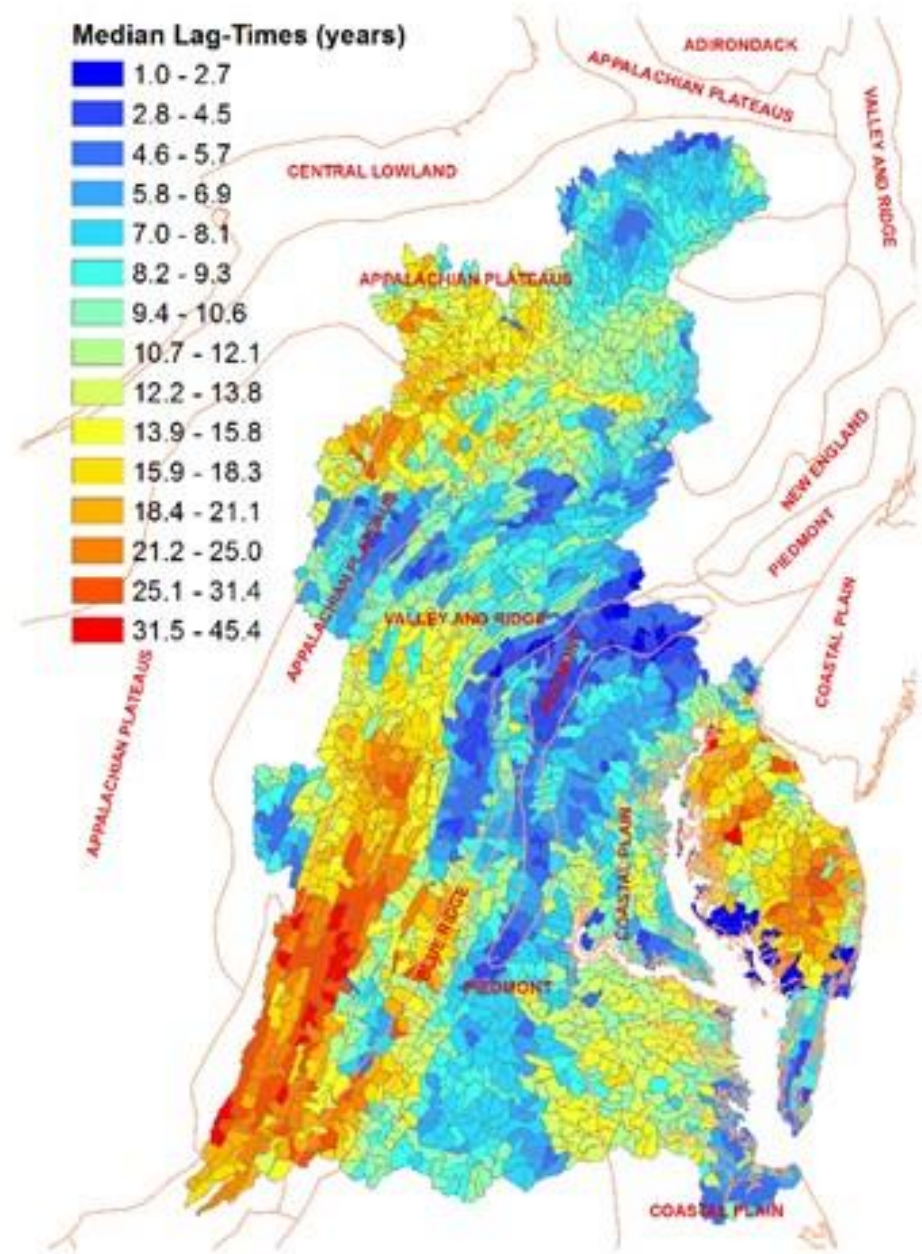 Median Lag-Times (years)
1.0 - 2.7
2.8 - 4.5
4.6 - 5.7
5.8 - 6.9
7.0 - 8.1
8.2 - 9.3
9.4 - 10.6
10.7 - 12.1
12.2 - 13.8
13.9 - 15.8
15.9 - 18.3
18.4 - 21.1
21.2 - 25.0
25.1 - 31.4
31.5 - 45.4
ADIRONDACK
APPALACHIAN PLATEAUS
VALLEY AND RIDGE
CENTRAL LOWLAND
APPALACHIAN PLATEAUS
NEW ENGLAND
PIEDMONT
COASTAL PLAIN
APPALACHIAN PLATEAUS
VALLEY AND RIDGE
PIEDMONT
APPALACHIAN PLATEAUS
COASTAL PLAIN
BLUE RIDGE
PIEDMONT
COASTAL PLAIN